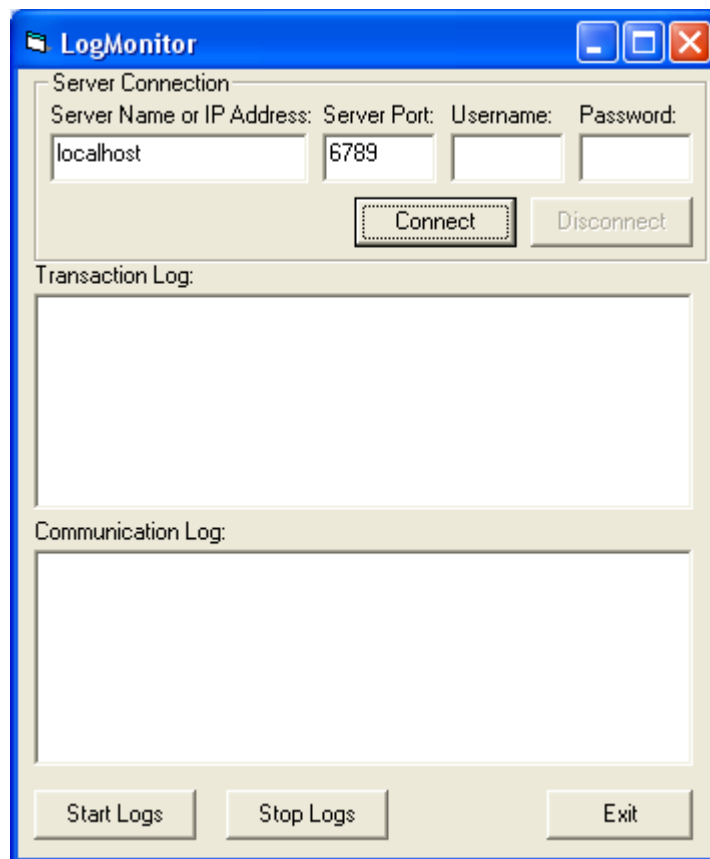 LogMonitor
Server Connection
Server Name or IP Address: Server Port: Username: Password:
localhost 6789
Connect Disconnect
Transaction Log:
Communication Log:
Start Logs Stop Logs Exit